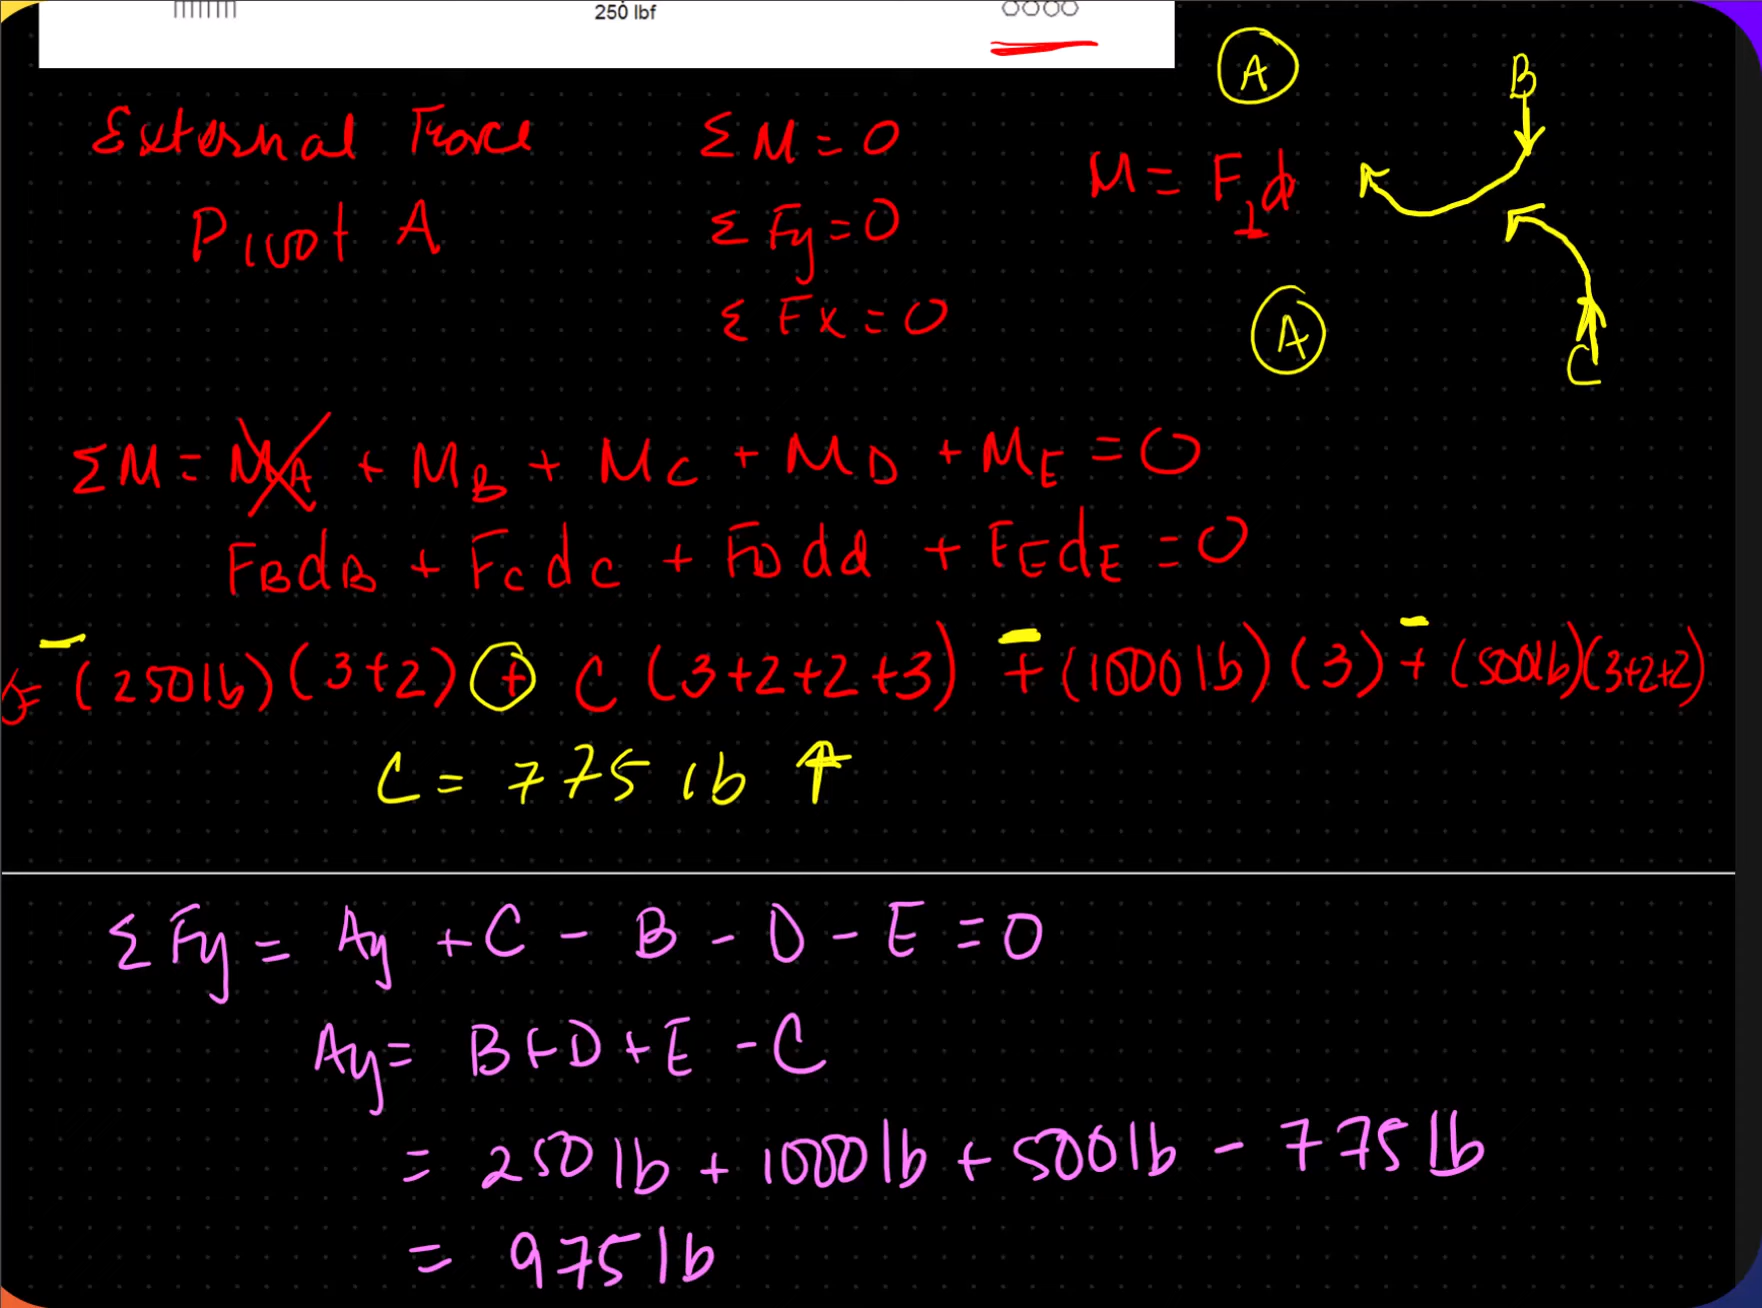 250 lbf
External Force
Pivot A
ΣM=0
ΣFy=0
ΣFx=0
M=F⊥d
A
B
A
C
ΣM=MA+MB+MC+MD+ME=0
FBdB+FCdC+FDdd+FEdE=0
0=-(250lb)(3+2)+C(3+2+2+3)-+(1000lb)(3)-+(500lb)(3+2+2)
C=775 lb ↑
ΣFy=Ay+C-B-D-E=0
Ay=B+D+E-C
=250lb+1000lb+500lb-775lb
=975lb